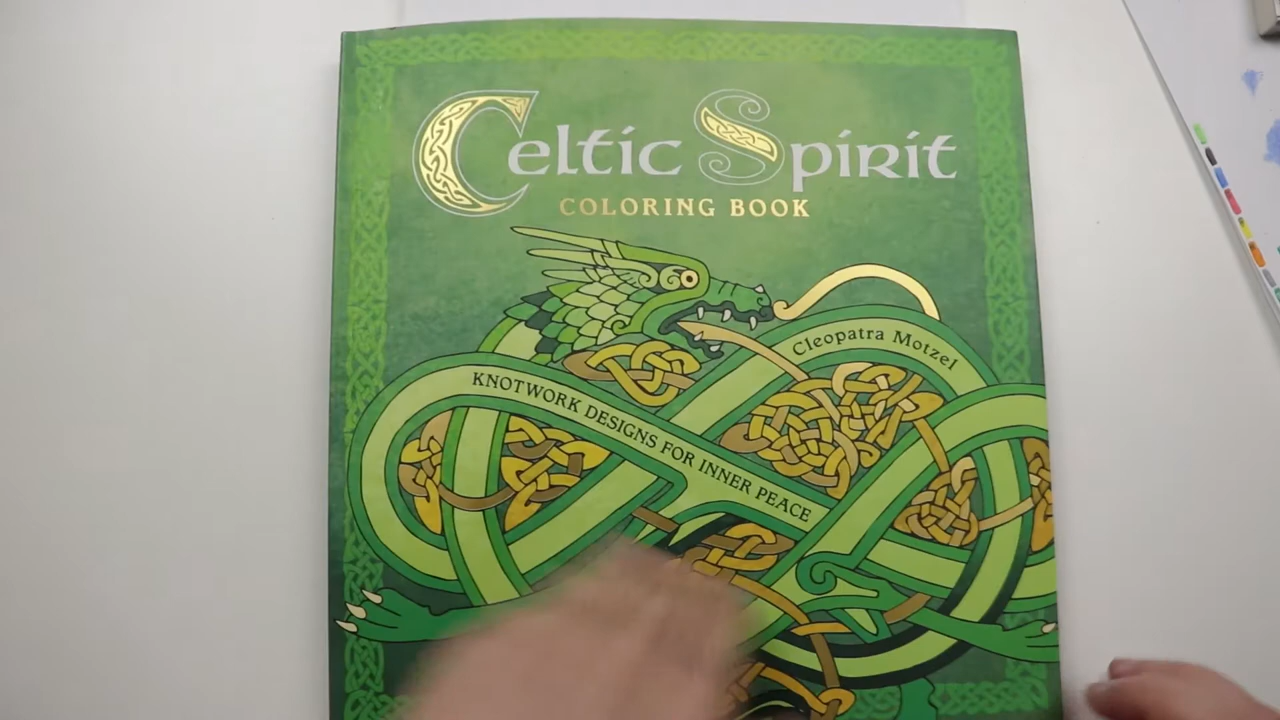 Celtic Spirit
COLORING BOOK
Cleopatra Motzel
KNOTWORK DESIGNS FOR INNER PEACE